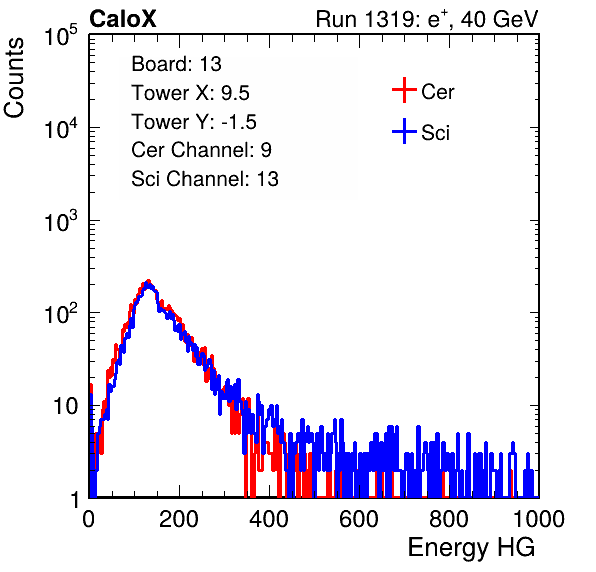 CaloX Run 1319: e⁺, 40 GeV
Board: 13
Tower X: 9.5
Tower Y: -1.5
Cer Channel: 9
Sci Channel: 13
Cer
Sci
Counts
10⁵
10⁴
10³
10²
10
1
0 200 400 600 800 1000
Energy HG